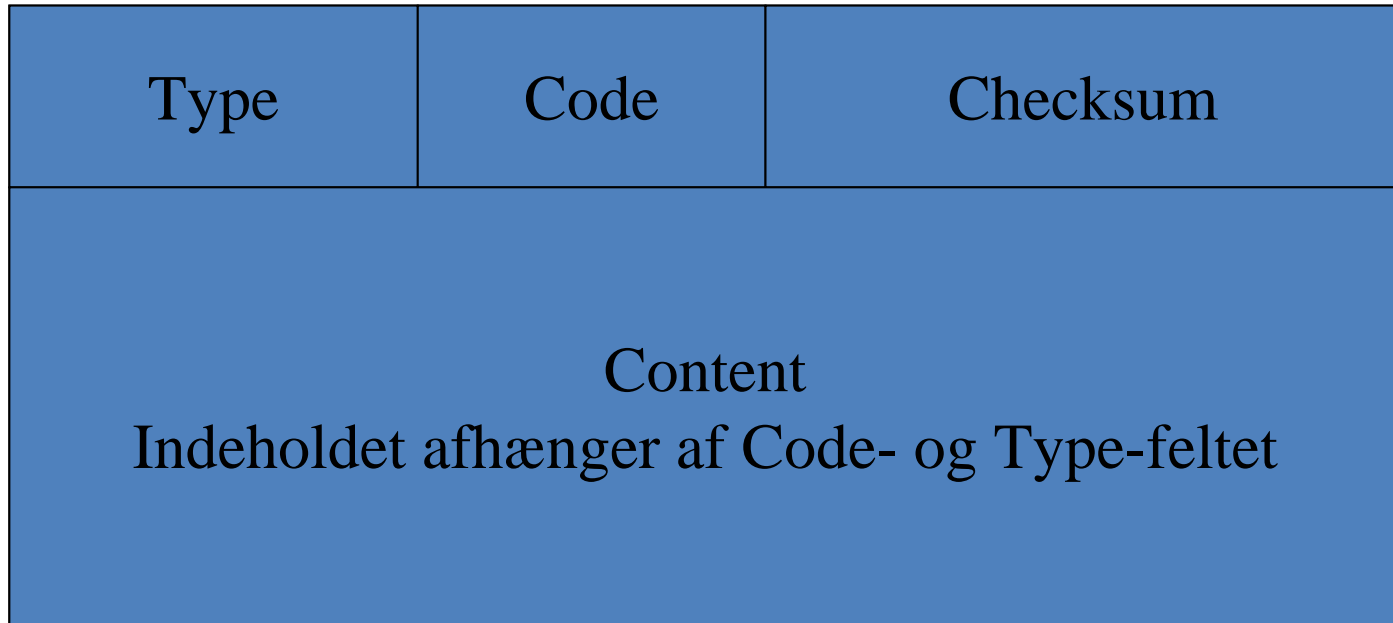 Type
Code
Checksum
Content
Indeholdet afhænger af Code- og Type-feltet